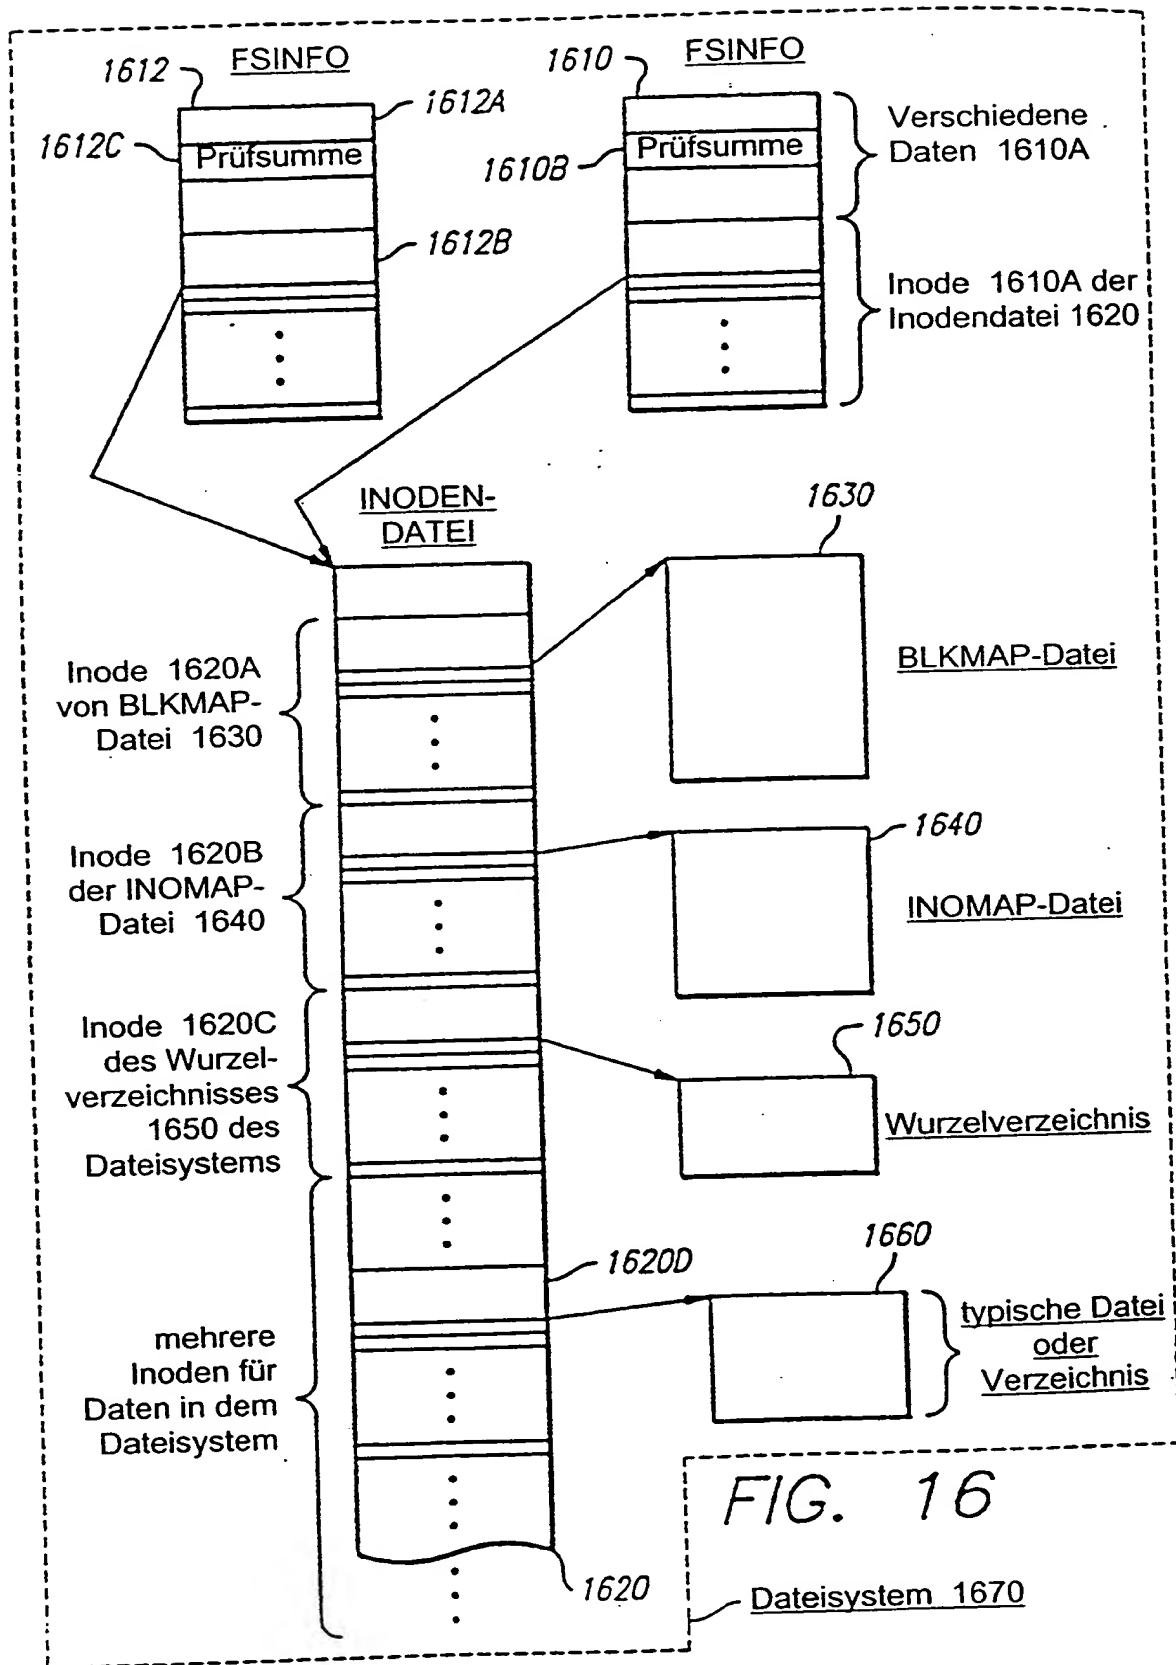 FSINFO
1612
1612A
1612C
Prüfsumme
1612B
FSINFO
1610
1610B
Prüfsumme
Verschiedene
Daten 1610A
Inode 1610A der
Inodendatei 1620
INODEN-
DATEI
1630
BLKMAP-Datei
Inode 1620A
von BLKMAP-
Datei 1630
1640
INOMAP-Datei
Inode 1620B
der INOMAP-
Datei 1640
1650
Wurzelverzeichnis
Inode 1620C
des Wurzel-
verzeichnisses
1650 des
Dateisystems
1620D
1660
typische Datei
oder
Verzeichnis
mehrere
Inoden für
Daten in dem
Dateisystem
1620
FIG. 16
Dateisystem 1670